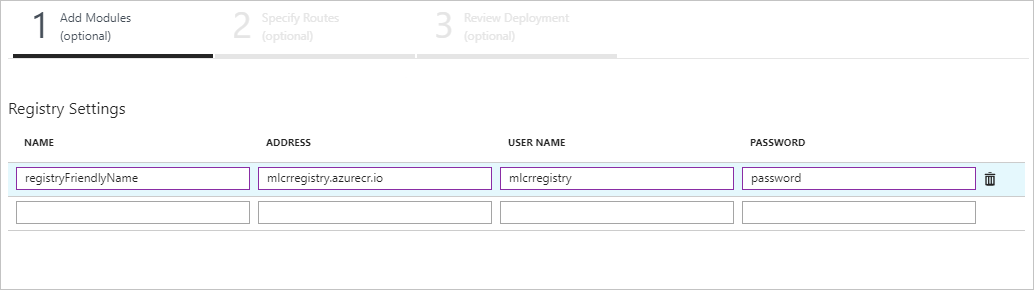 1 Add Modules (optional)
2 Specify Routes (optional)
3 Review Deployment (optional)
Registry Settings
NAME ADDRESS USER NAME PASSWORD
registryFriendlyName mlcrregistry.azurecr.io mlcrregistry password